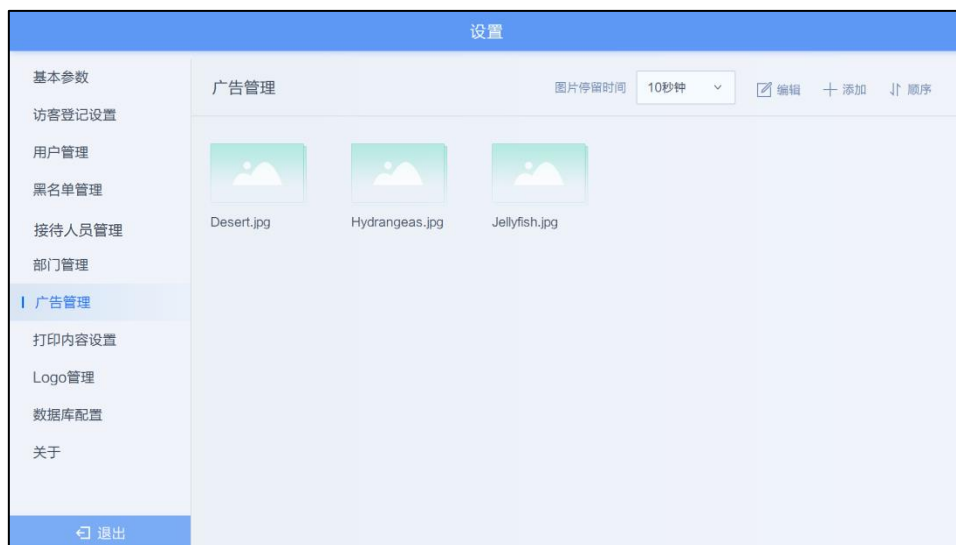 设置
基本参数
访客登记设置
用户管理
黑名单管理
接待人员管理
部门管理
广告管理
打印内容设置
Logo管理
数据库配置
关于
退出
广告管理
图片停留时间 10秒钟 编辑 添加 顺序
Desert.jpg Hydrangeas.jpg Jellyfish.jpg